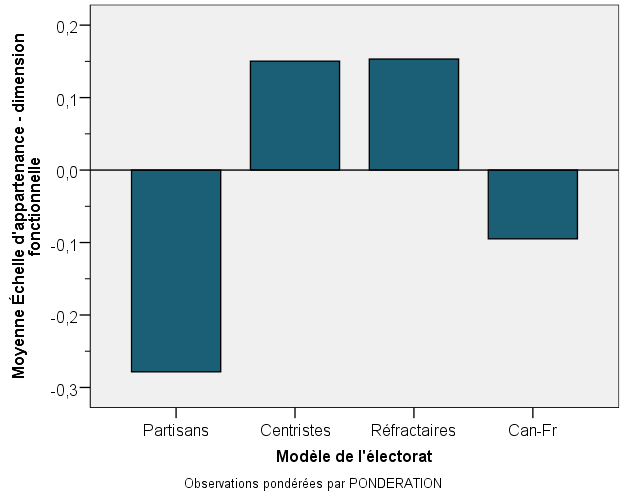 Moyenne Échelle d'appartenance - dimension
fonctionnelle
0,2
0,1
0,0
-0,1
-0,2
-0,3
Partisans Centristes Réfractaires Can-Fr
Modèle de l'électorat
Observations pondérées par PONDERATION